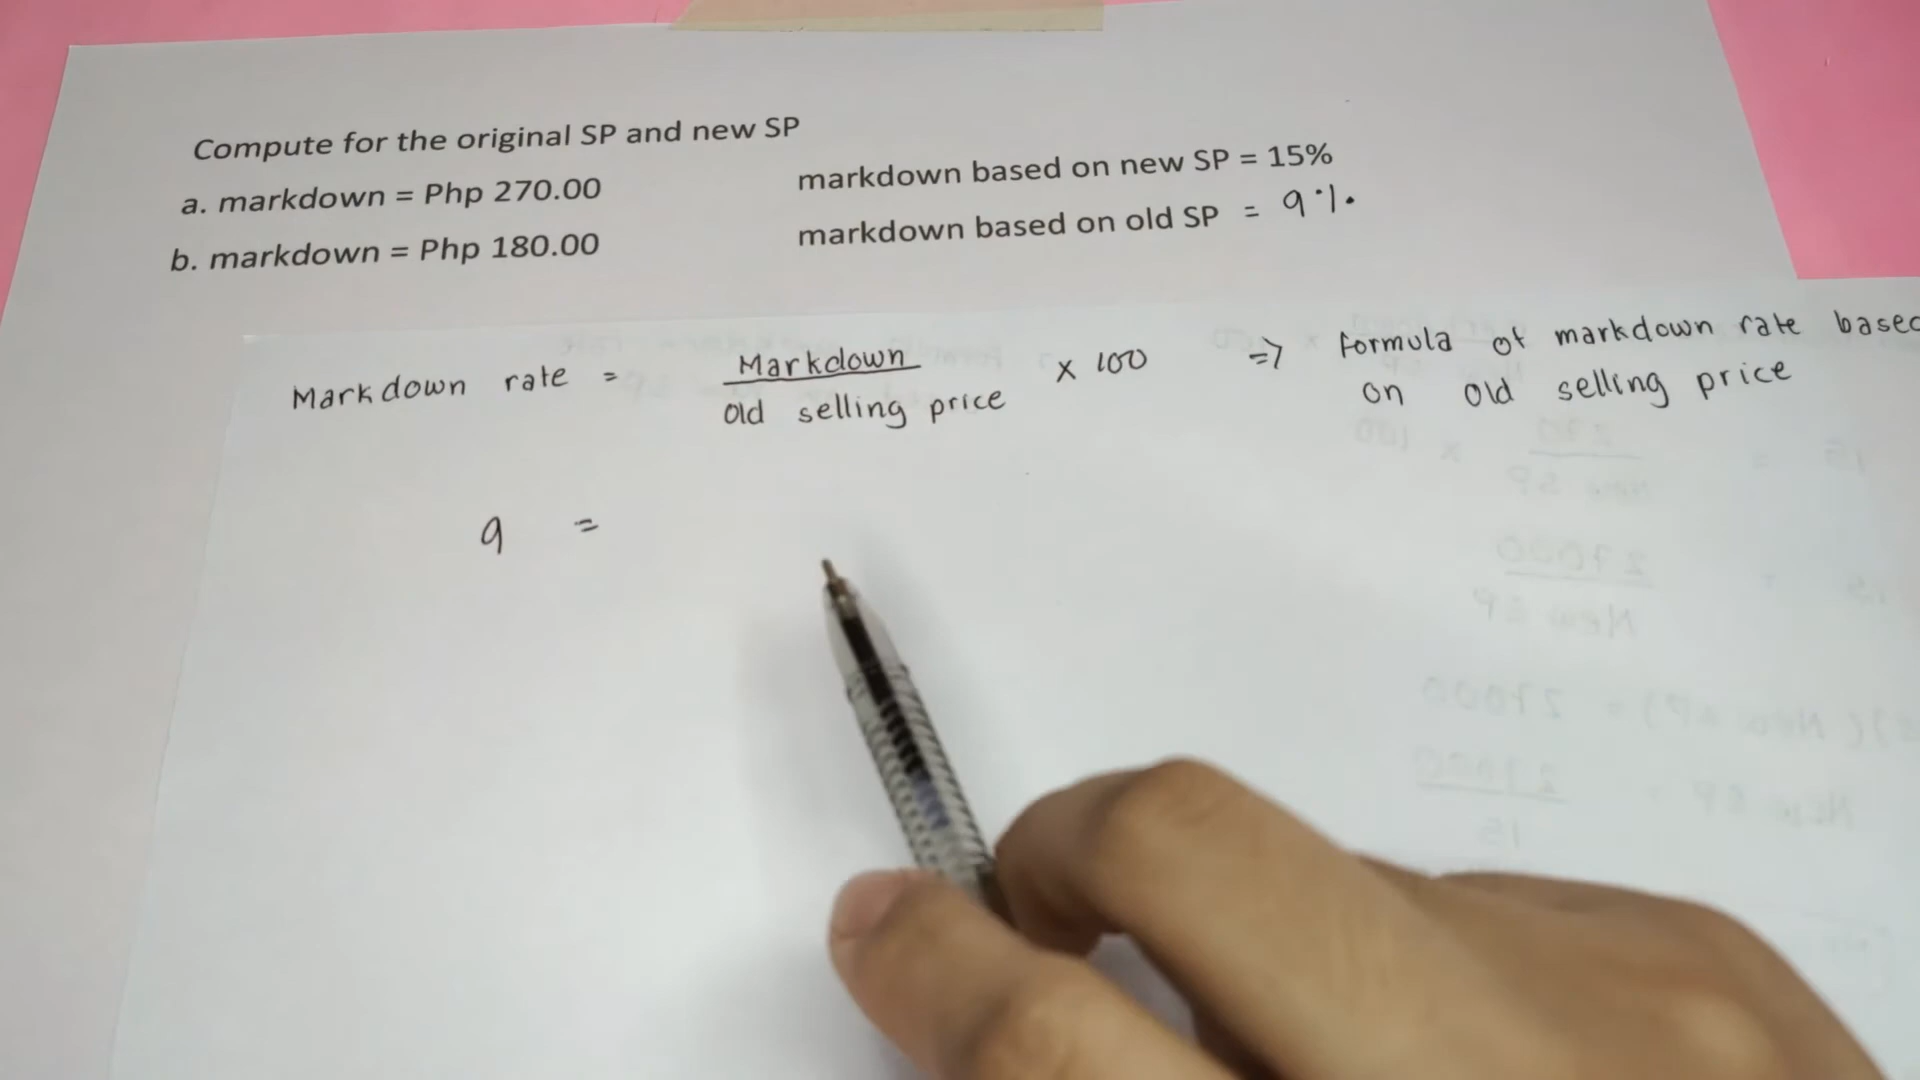 Compute for the original SP and new SP
a. markdown = Php 270.00 markdown based on new SP = 15%
b. markdown = Php 180.00 markdown based on old SP = 9%
Markdown rate = Markdown / old selling price x 100 => formula of markdown rate based
on old selling price
9 =